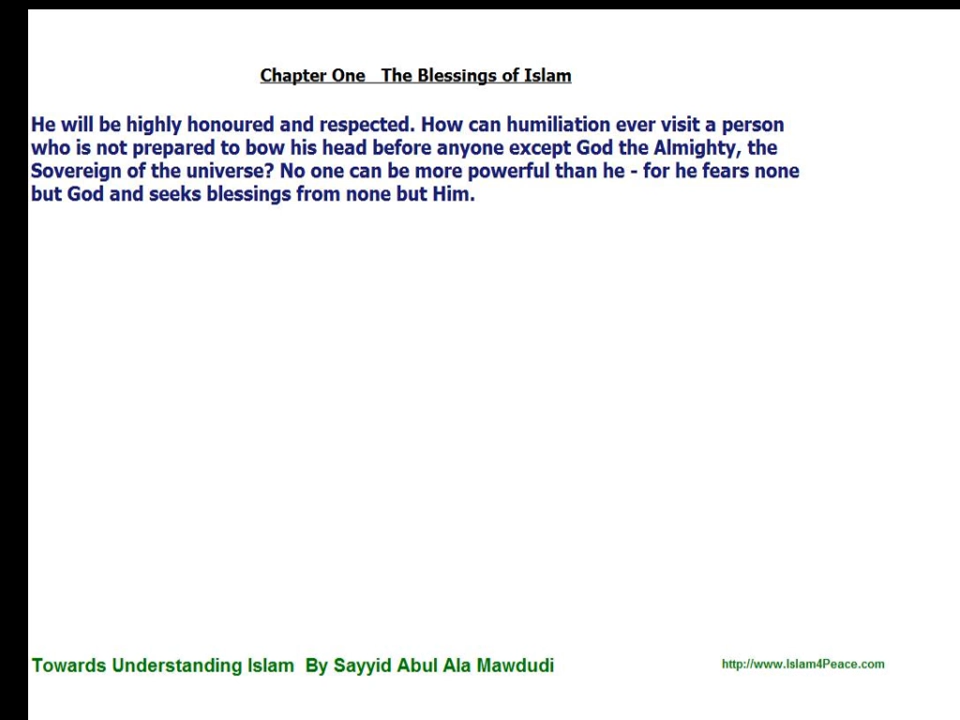 Chapter One   The Blessings of Islam
He will be highly honoured and respected. How can humiliation ever visit a person
who is not prepared to bow his head before anyone except God the Almighty, the
Sovereign of the universe? No one can be more powerful than he - for he fears none
but God and seeks blessings from none but Him.
Towards Understanding Islam  By Sayyid Abul Ala Mawdudi
http://www.Islam4Peace.com